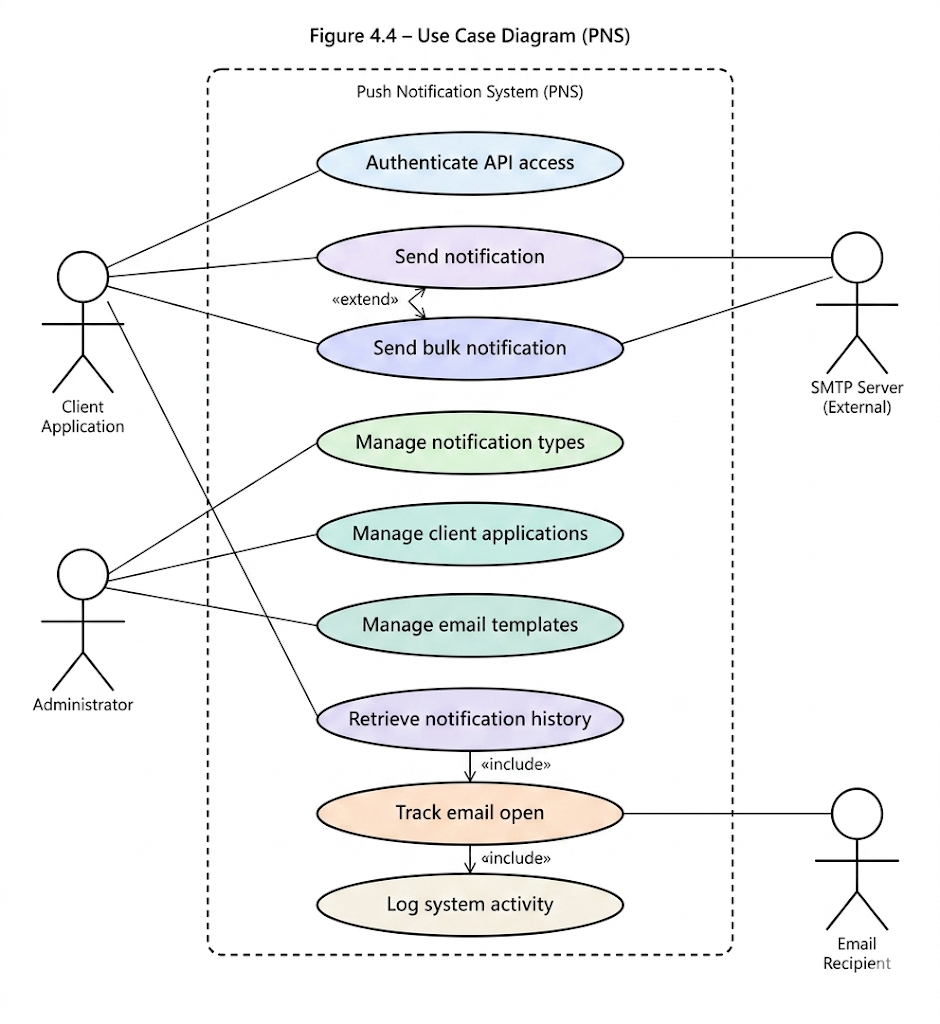 Figure 4.4 – Use Case Diagram (PNS)
Push Notification System (PNS)
Authenticate API access
Send notification
«extend»
Send bulk notification
Client
Application
SMTP Server
(External)
Manage notification types
Manage client applications
Manage email templates
Administrator
Retrieve notification history
«include»
Track email open
«include»
Log system activity
Email
Recipient